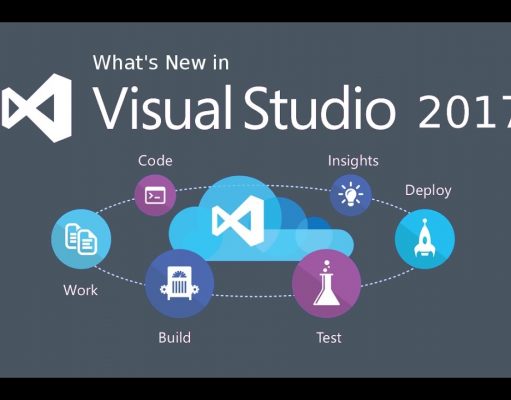 What's New in
Visual Studio 2017
Code
Insights
Deploy
Work
Build
Test